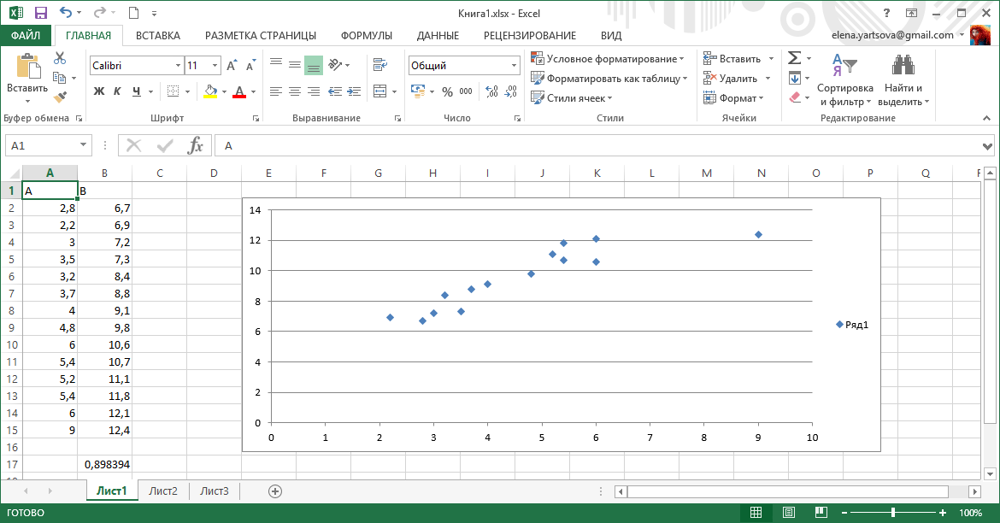 Книга1.xlsx - Excel
?
ФАЙЛ ГЛАВНАЯ ВСТАВКА РАЗМЕТКА СТРАНИЦЫ ФОРМУЛЫ ДАННЫЕ РЕЦЕНЗИРОВАНИЕ ВИД elena.yartsova@gmail.com
Вставить
Буфер обмена
Calibri 11
Ж К Ч
Шрифт
Выравнивание
Общий
% 000
Число
Условное форматирование
Форматировать как таблицу
Стили ячеек
Стили
Вставить
Удалить
Формат
Ячейки
Σ
Сортировка и фильтр
Найти и выделить
Редактирование
A1 fx A
A B C D E F G H I J K L M N O P Q
1 A B
2 2,8 6,7
3 2,2 6,9
4 3 7,2
5 3,5 7,3
6 3,2 8,4
7 3,7 8,8
8 4 9,1
9 4,8 9,8
10 6 10,6
11 5,4 10,7
12 5,2 11,1
13 5,4 11,8
14 6 12,1
15 9 12,4
16
17 0,898394
14
12
10
8
6
4
2
0
0 1 2 3 4 5 6 7 8 9 10
Ряд1
Лист1 Лист2 Лист3
ГОТОВО 100%